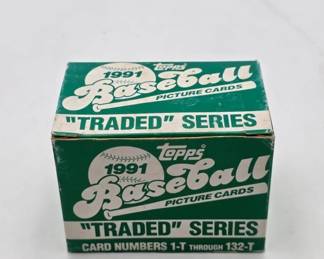 TOPPS
1991
Baseball
PICTURE CARDS
"TRADED" SERIES
TOPPS
1991
Baseball
PICTURE CARDS
"TRADED" SERIES
CARD NUMBERS 1-T THROUGH 132-T